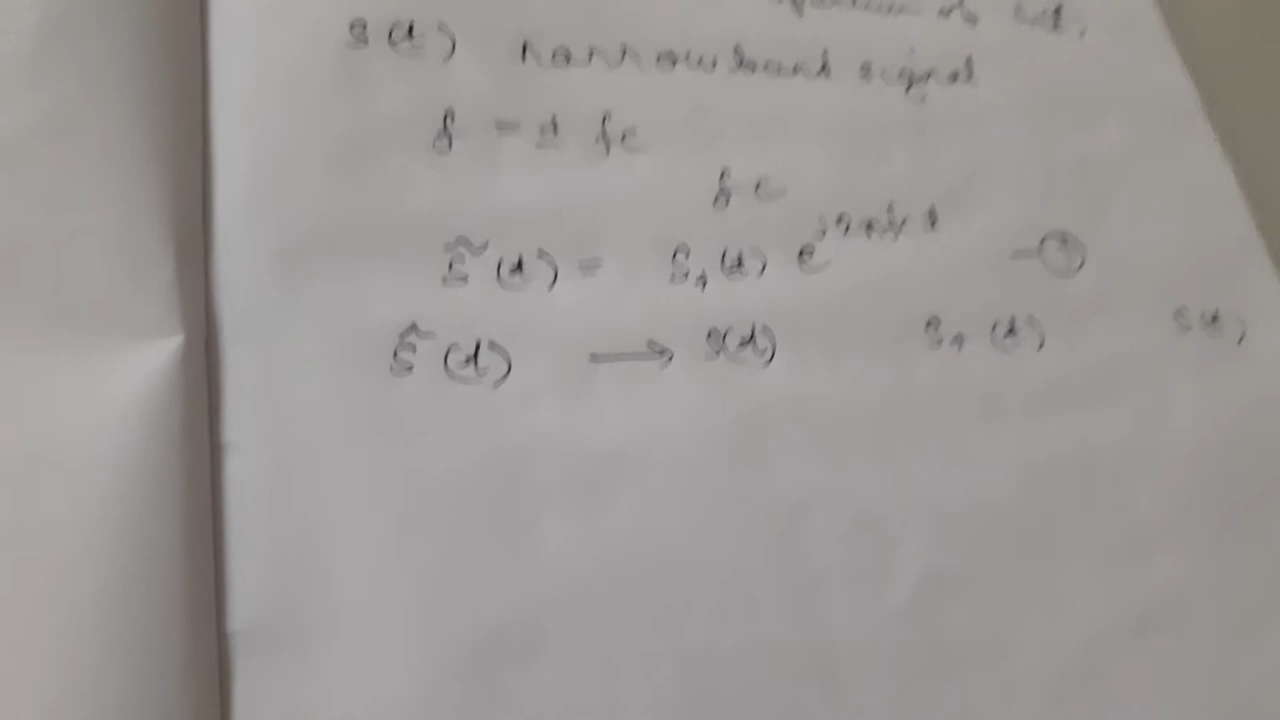 s(t) narrowband signal
f = ± fc
fc
s̃(t) = s₊(t) e^j2πfct —①
s̃(t) ⟶ s(t) s₊(t) s(t)